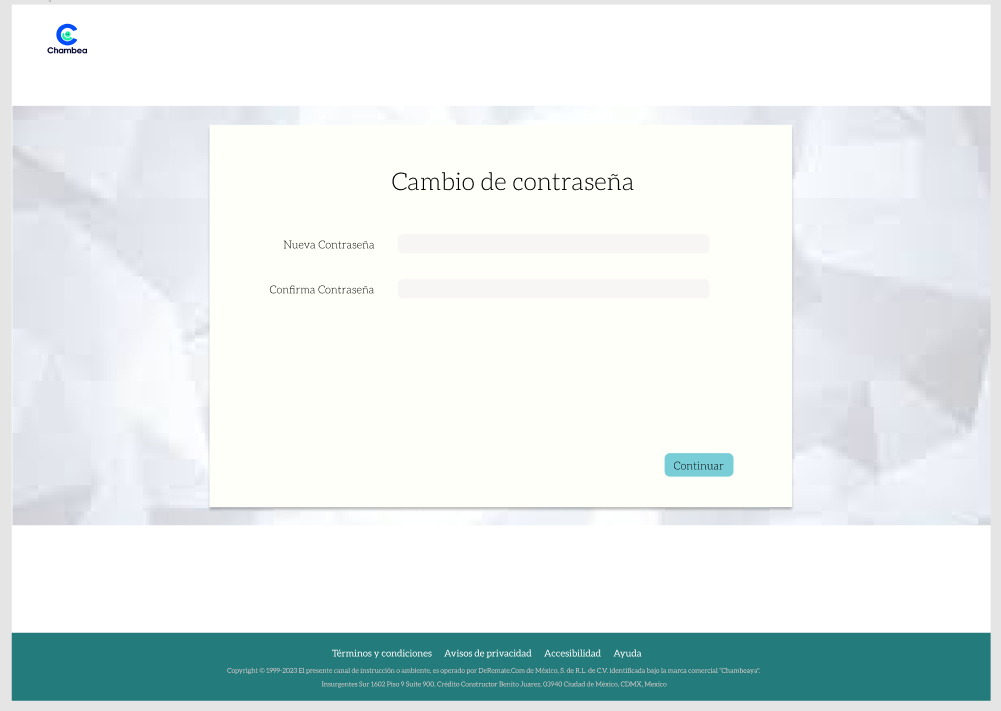 Chambea
Cambio de contraseña
Nueva Contraseña
Confirma Contraseña
Continuar
Términos y condiciones Avisos de privacidad Accesibilidad Ayuda
Copyright © 1999-2023 El presente canal de instrucción o ambiente, es operado por DeRemate.Com de México, S. de R.L. de C.V. identificada bajo la marca comercial "Chambeaya".
Insurgentes Sur 1602 Piso 9 Suite 900, Crédito Constructor Benito Juarez, 03940 Ciudad de México, CDMX, Mexico